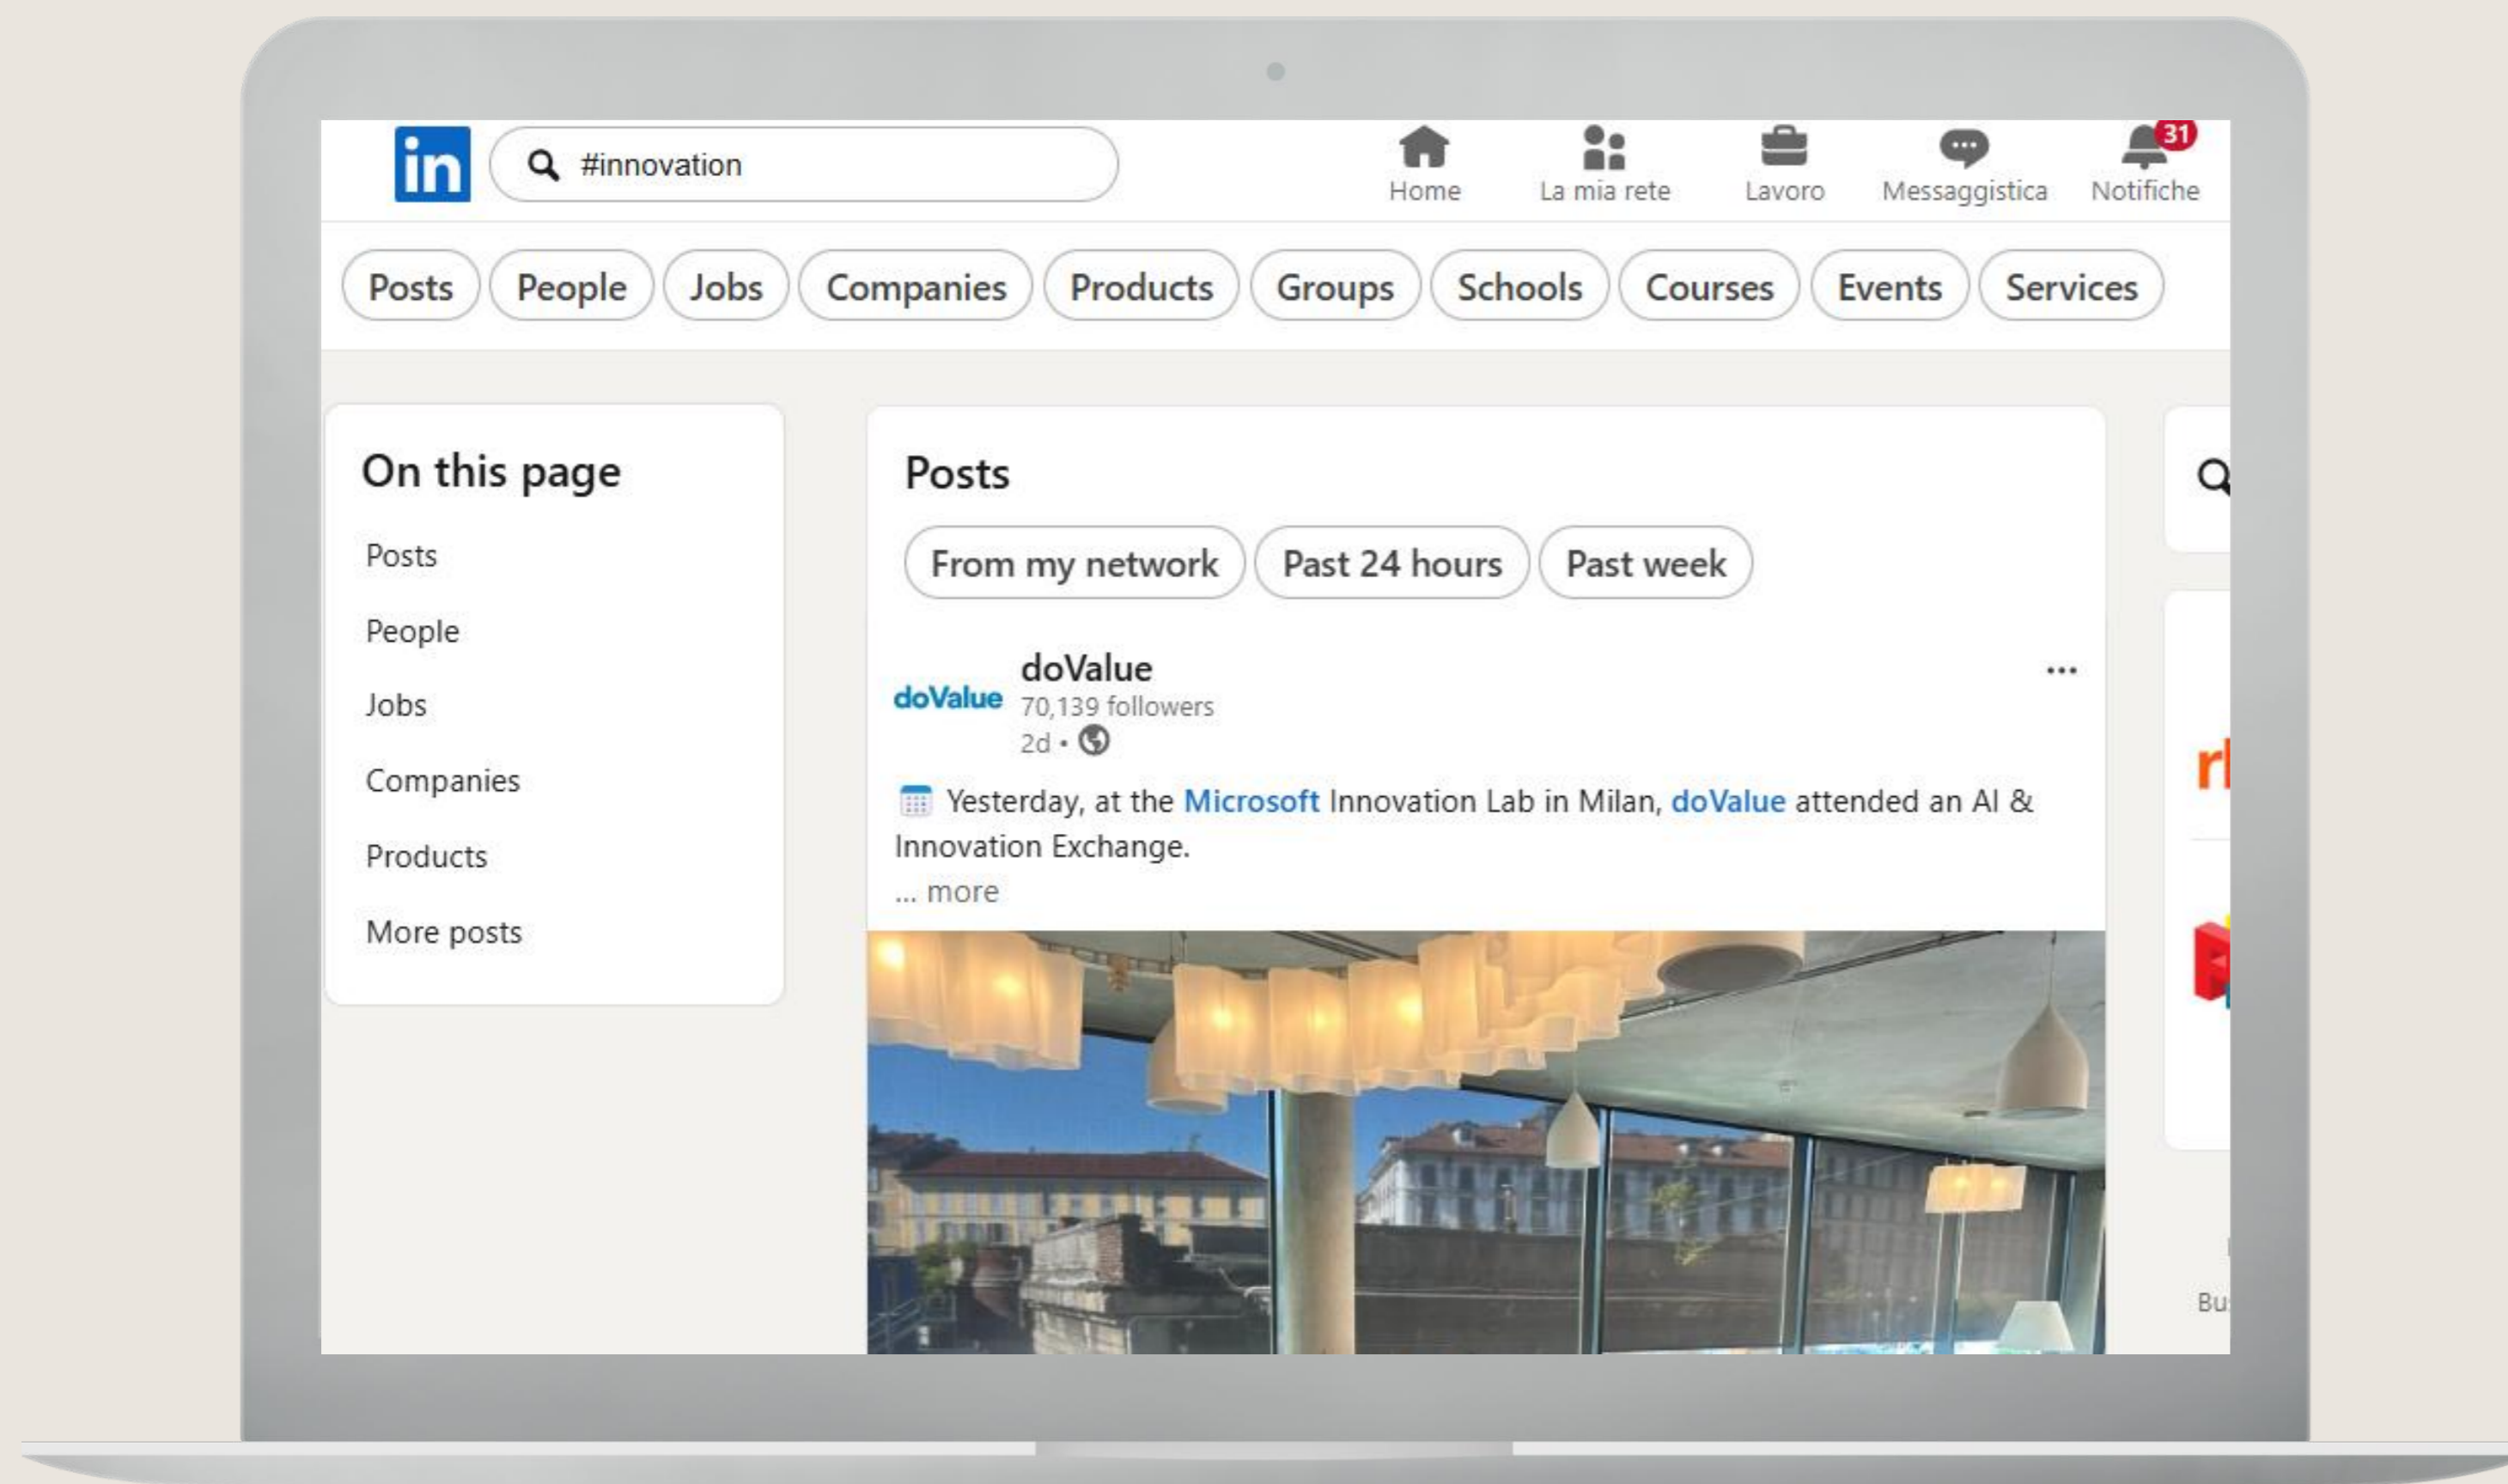 in
#innovation
Home
La mia rete
Lavoro
Messaggistica
31
Notifiche
Posts
People
Jobs
Companies
Products
Groups
Schools
Courses
Events
Services
On this page
Posts
People
Jobs
Companies
Products
More posts
Posts
From my network
Past 24 hours
Past week
doValue
doValue
70,139 followers
2d •
Yesterday, at the Microsoft Innovation Lab in Milan, doValue attended an AI &
Innovation Exchange.
... more